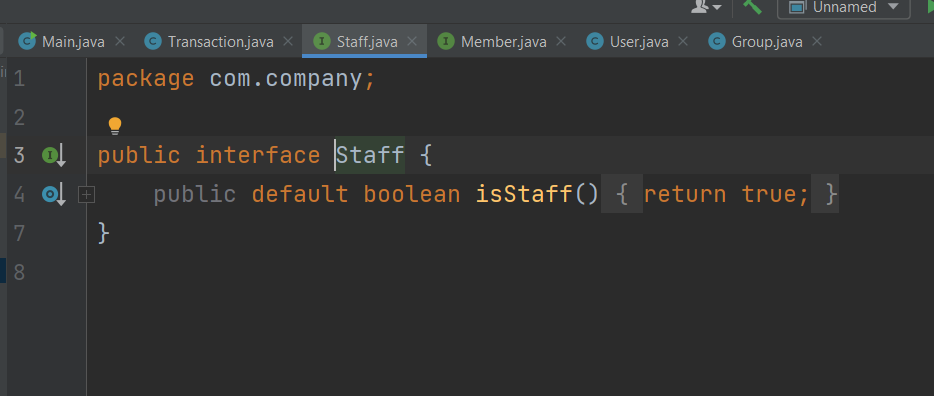 Unnamed
Main.java Transaction.java Staff.java Member.java User.java Group.java
1 package com.company;
2
3 public interface Staff {
4 public default boolean isStaff() { return true; }
7 }
8